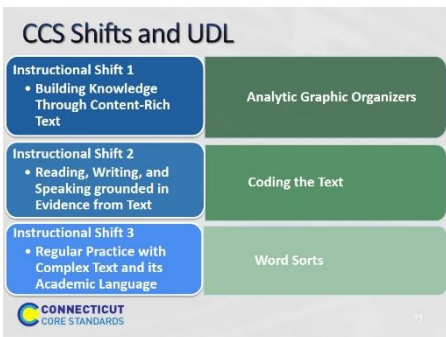 CCS Shifts and UDL
Instructional Shift 1
• Building Knowledge
Through Content-Rich
Text
Analytic Graphic Organizers
Instructional Shift 2
• Reading, Writing, and
Speaking grounded in
Evidence from Text
Coding the Text
Instructional Shift 3
• Regular Practice with
Complex Text and its
Academic Language
Word Sorts
CONNECTICUT
CORE STANDARDS